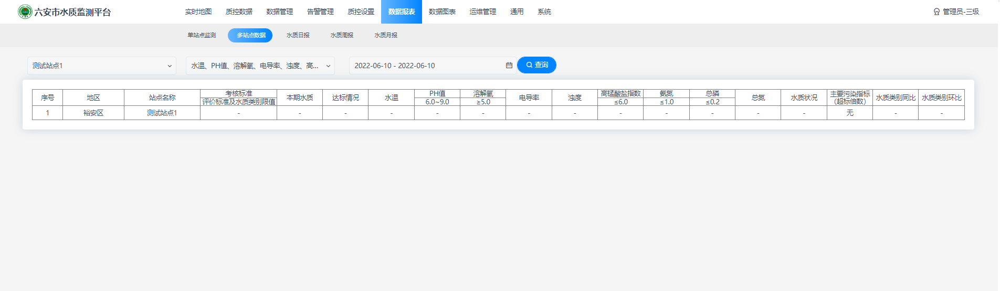 六安市水质监测平台 实时地图 质控数据 数据管理 告警管理 质控设置 数据报表 数据图表 运维管理 通用 系统 管理员-三级
单站点监测 多站点数据 水质日报 水质周报 水质月报
测试站点1 水温、PH值、溶解氧、电导率、浊度、高... 2022-06-10 - 2022-06-10 查询
序号 地区 站点名称 考核标准 本期水质 达标情况 水温 PH值 溶解氧 电导率 浊度 高锰酸盐指数 氨氮 总磷 总氮 水质状况 主要污染指标 水质类别同比 水质类别环比
评价标准及水质类别限值 6.0~9.0 ≥5.0 ≤6.0 ≤1.0 ≤0.2 （超标倍数）
1 裕安区 测试站点1 - - - - - - - - - - - - - - 无 - -